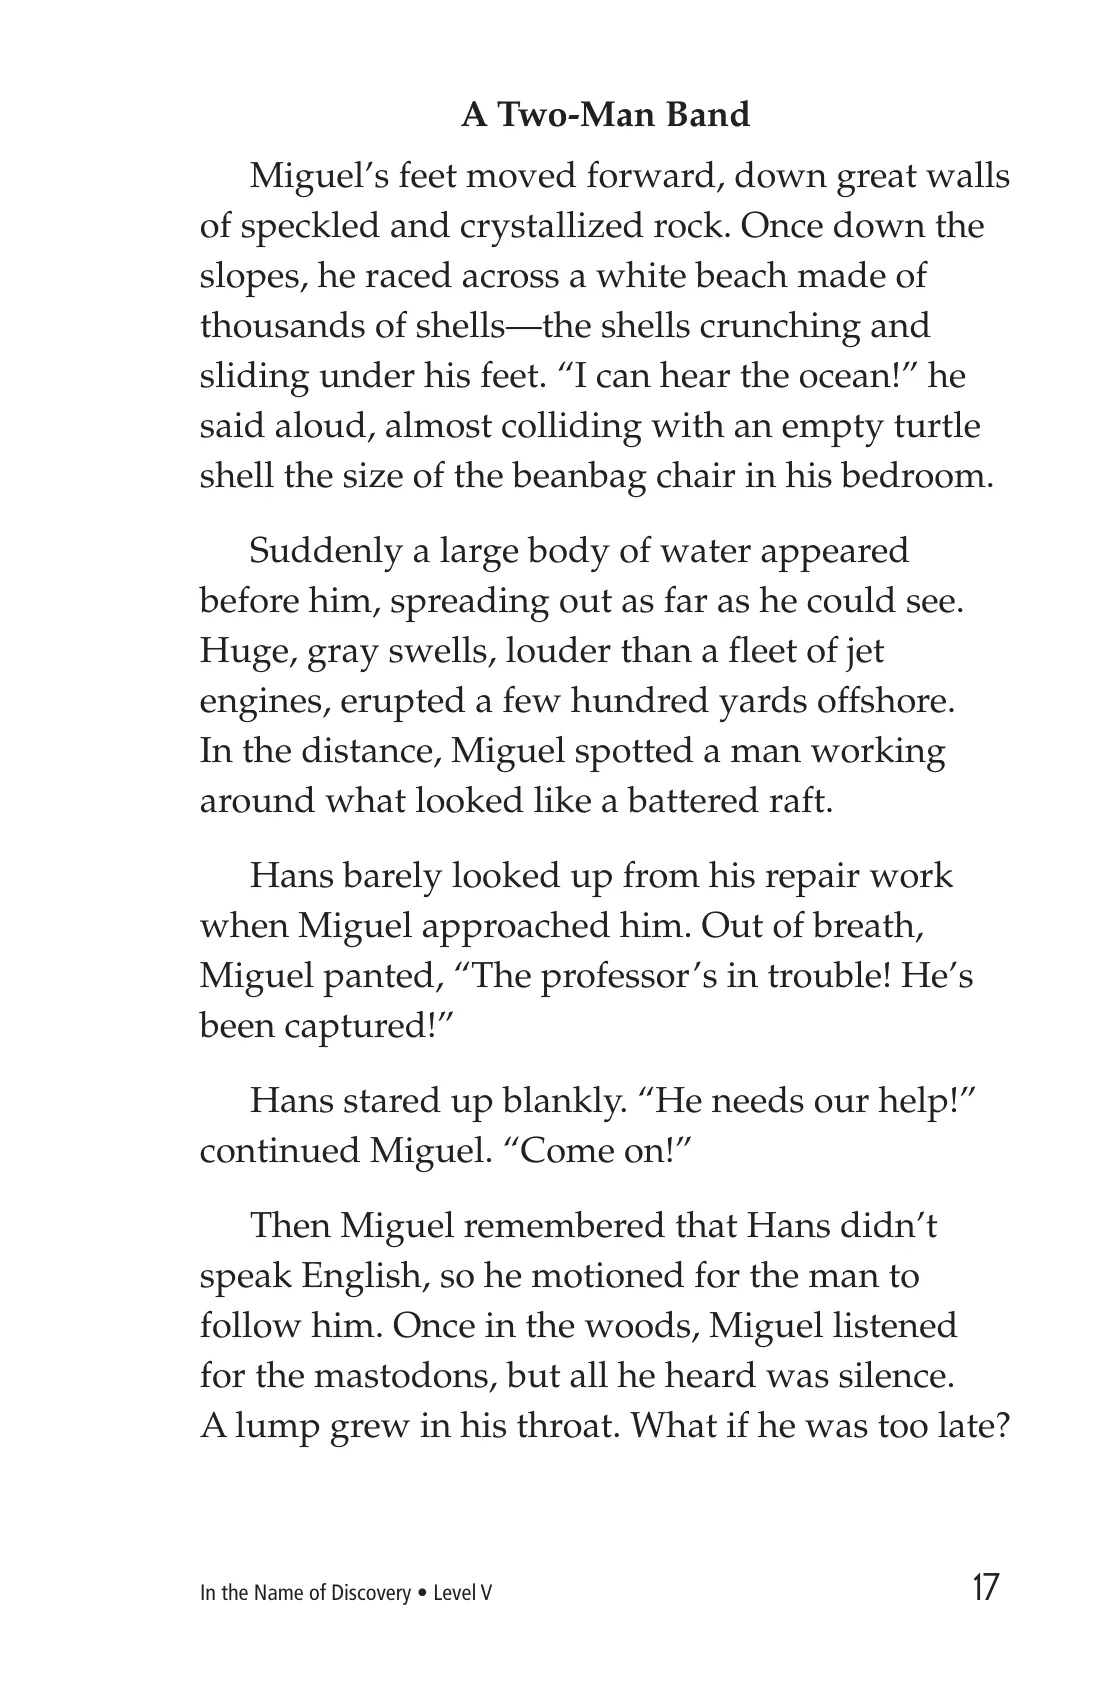 A Two-Man Band
Miguel’s feet moved forward, down great walls
of speckled and crystallized rock. Once down the
slopes, he raced across a white beach made of
thousands of shells—the shells crunching and
sliding under his feet. “I can hear the ocean!” he
said aloud, almost colliding with an empty turtle
shell the size of the beanbag chair in his bedroom.
Suddenly a large body of water appeared
before him, spreading out as far as he could see.
Huge, gray swells, louder than a fleet of jet
engines, erupted a few hundred yards offshore.
In the distance, Miguel spotted a man working
around what looked like a battered raft.
Hans barely looked up from his repair work
when Miguel approached him. Out of breath,
Miguel panted, “The professor’s in trouble! He’s
been captured!”
Hans stared up blankly. “He needs our help!”
continued Miguel. “Come on!”
Then Miguel remembered that Hans didn’t
speak English, so he motioned for the man to
follow him. Once in the woods, Miguel listened
for the mastodons, but all he heard was silence.
A lump grew in his throat. What if he was too late?
In the Name of Discovery • Level V 17